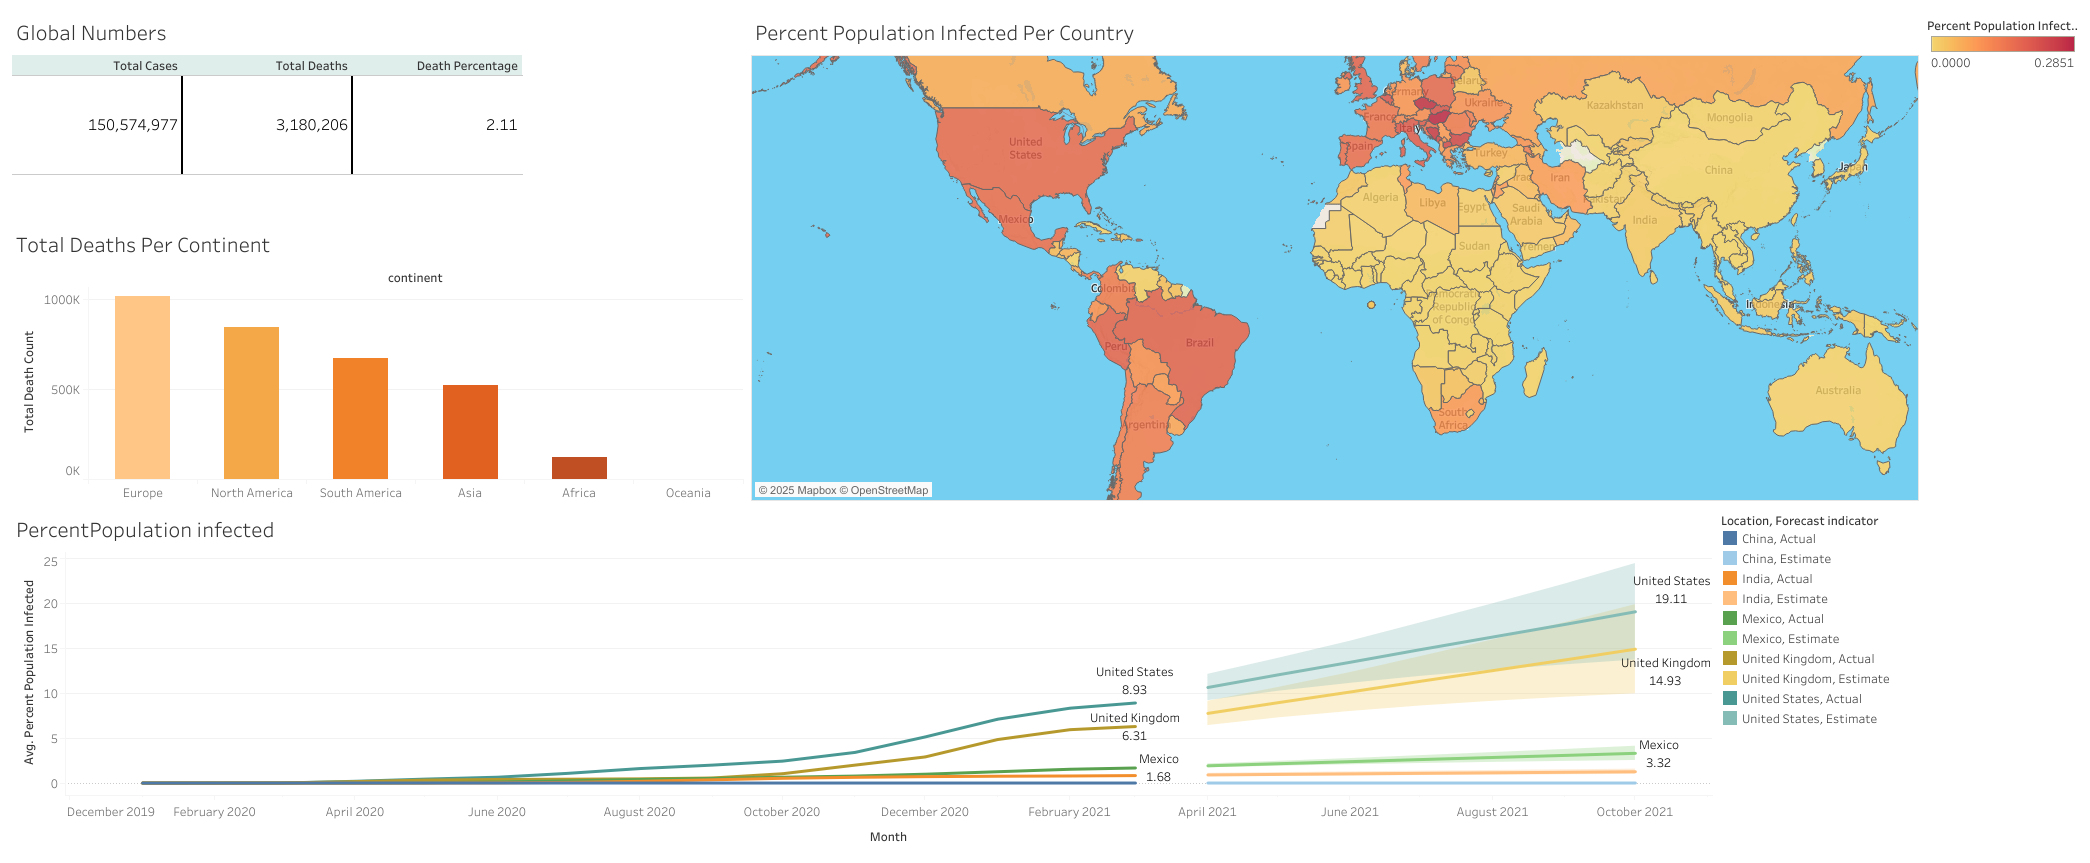 Global Numbers
Total Cases
Total Deaths
Death Percentage
150,574,977
3,180,206
2.11
Total Deaths Per Continent
continent
Total Death Count
1000K
500K
0K
Europe
North America
South America
Asia
Africa
Oceania
Percent Population Infected Per Country
United
States
Mexico
Colombia
Peru
Brazil
Argentina
Germany
France
Spain
Italy
Belarus
Ukraine
Turkey
Kazakhstan
Mongolia
China
Japan
Iran
Iraq
Pakistan
India
Saudi
Arabia
Yemen
Algeria
Libya
Egypt
Sudan
Democratic
Republic
of Congo
South
Africa
Indonesia
Australia
© 2025 Mapbox © OpenStreetMap
Percent Population Infect..
0.0000
0.2851
PercentPopulation infected
Avg. Percent Population Infected
25
20
15
10
5
0
United States
8.93
United Kingdom
6.31
Mexico
1.68
United States
19.11
United Kingdom
14.93
Mexico
3.32
December 2019
February 2020
April 2020
June 2020
August 2020
October 2020
December 2020
February 2021
April 2021
June 2021
August 2021
October 2021
Month
Location, Forecast indicator
China, Actual
China, Estimate
India, Actual
India, Estimate
Mexico, Actual
Mexico, Estimate
United Kingdom, Actual
United Kingdom, Estimate
United States, Actual
United States, Estimate